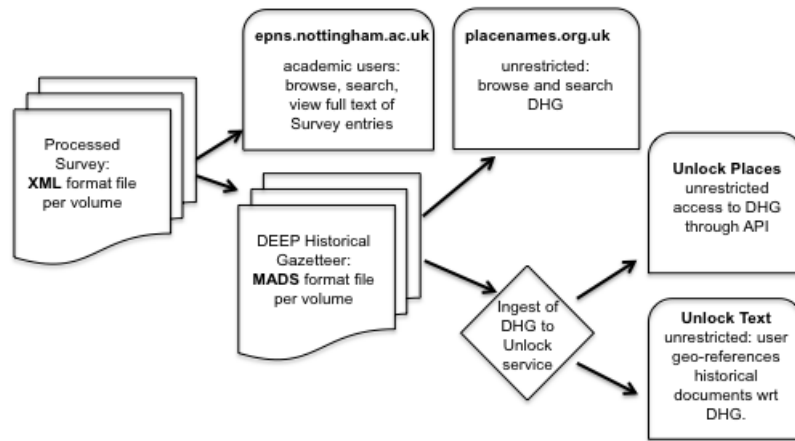 epns.nottingham.ac.uk
academic users:
browse, search,
view full text of
Survey entries
placenames.org.uk
unrestricted:
browse and search
DHG
Processed
Survey:
XML format file
per volume
DEEP Historical
Gazetteer:
MADS format file
per volume
Unlock Places
unrestricted
access to DHG
through API
Ingest of
DHG to
Unlock
service
Unlock Text
unrestricted: user
geo-references
historical
documents wrt
DHG.